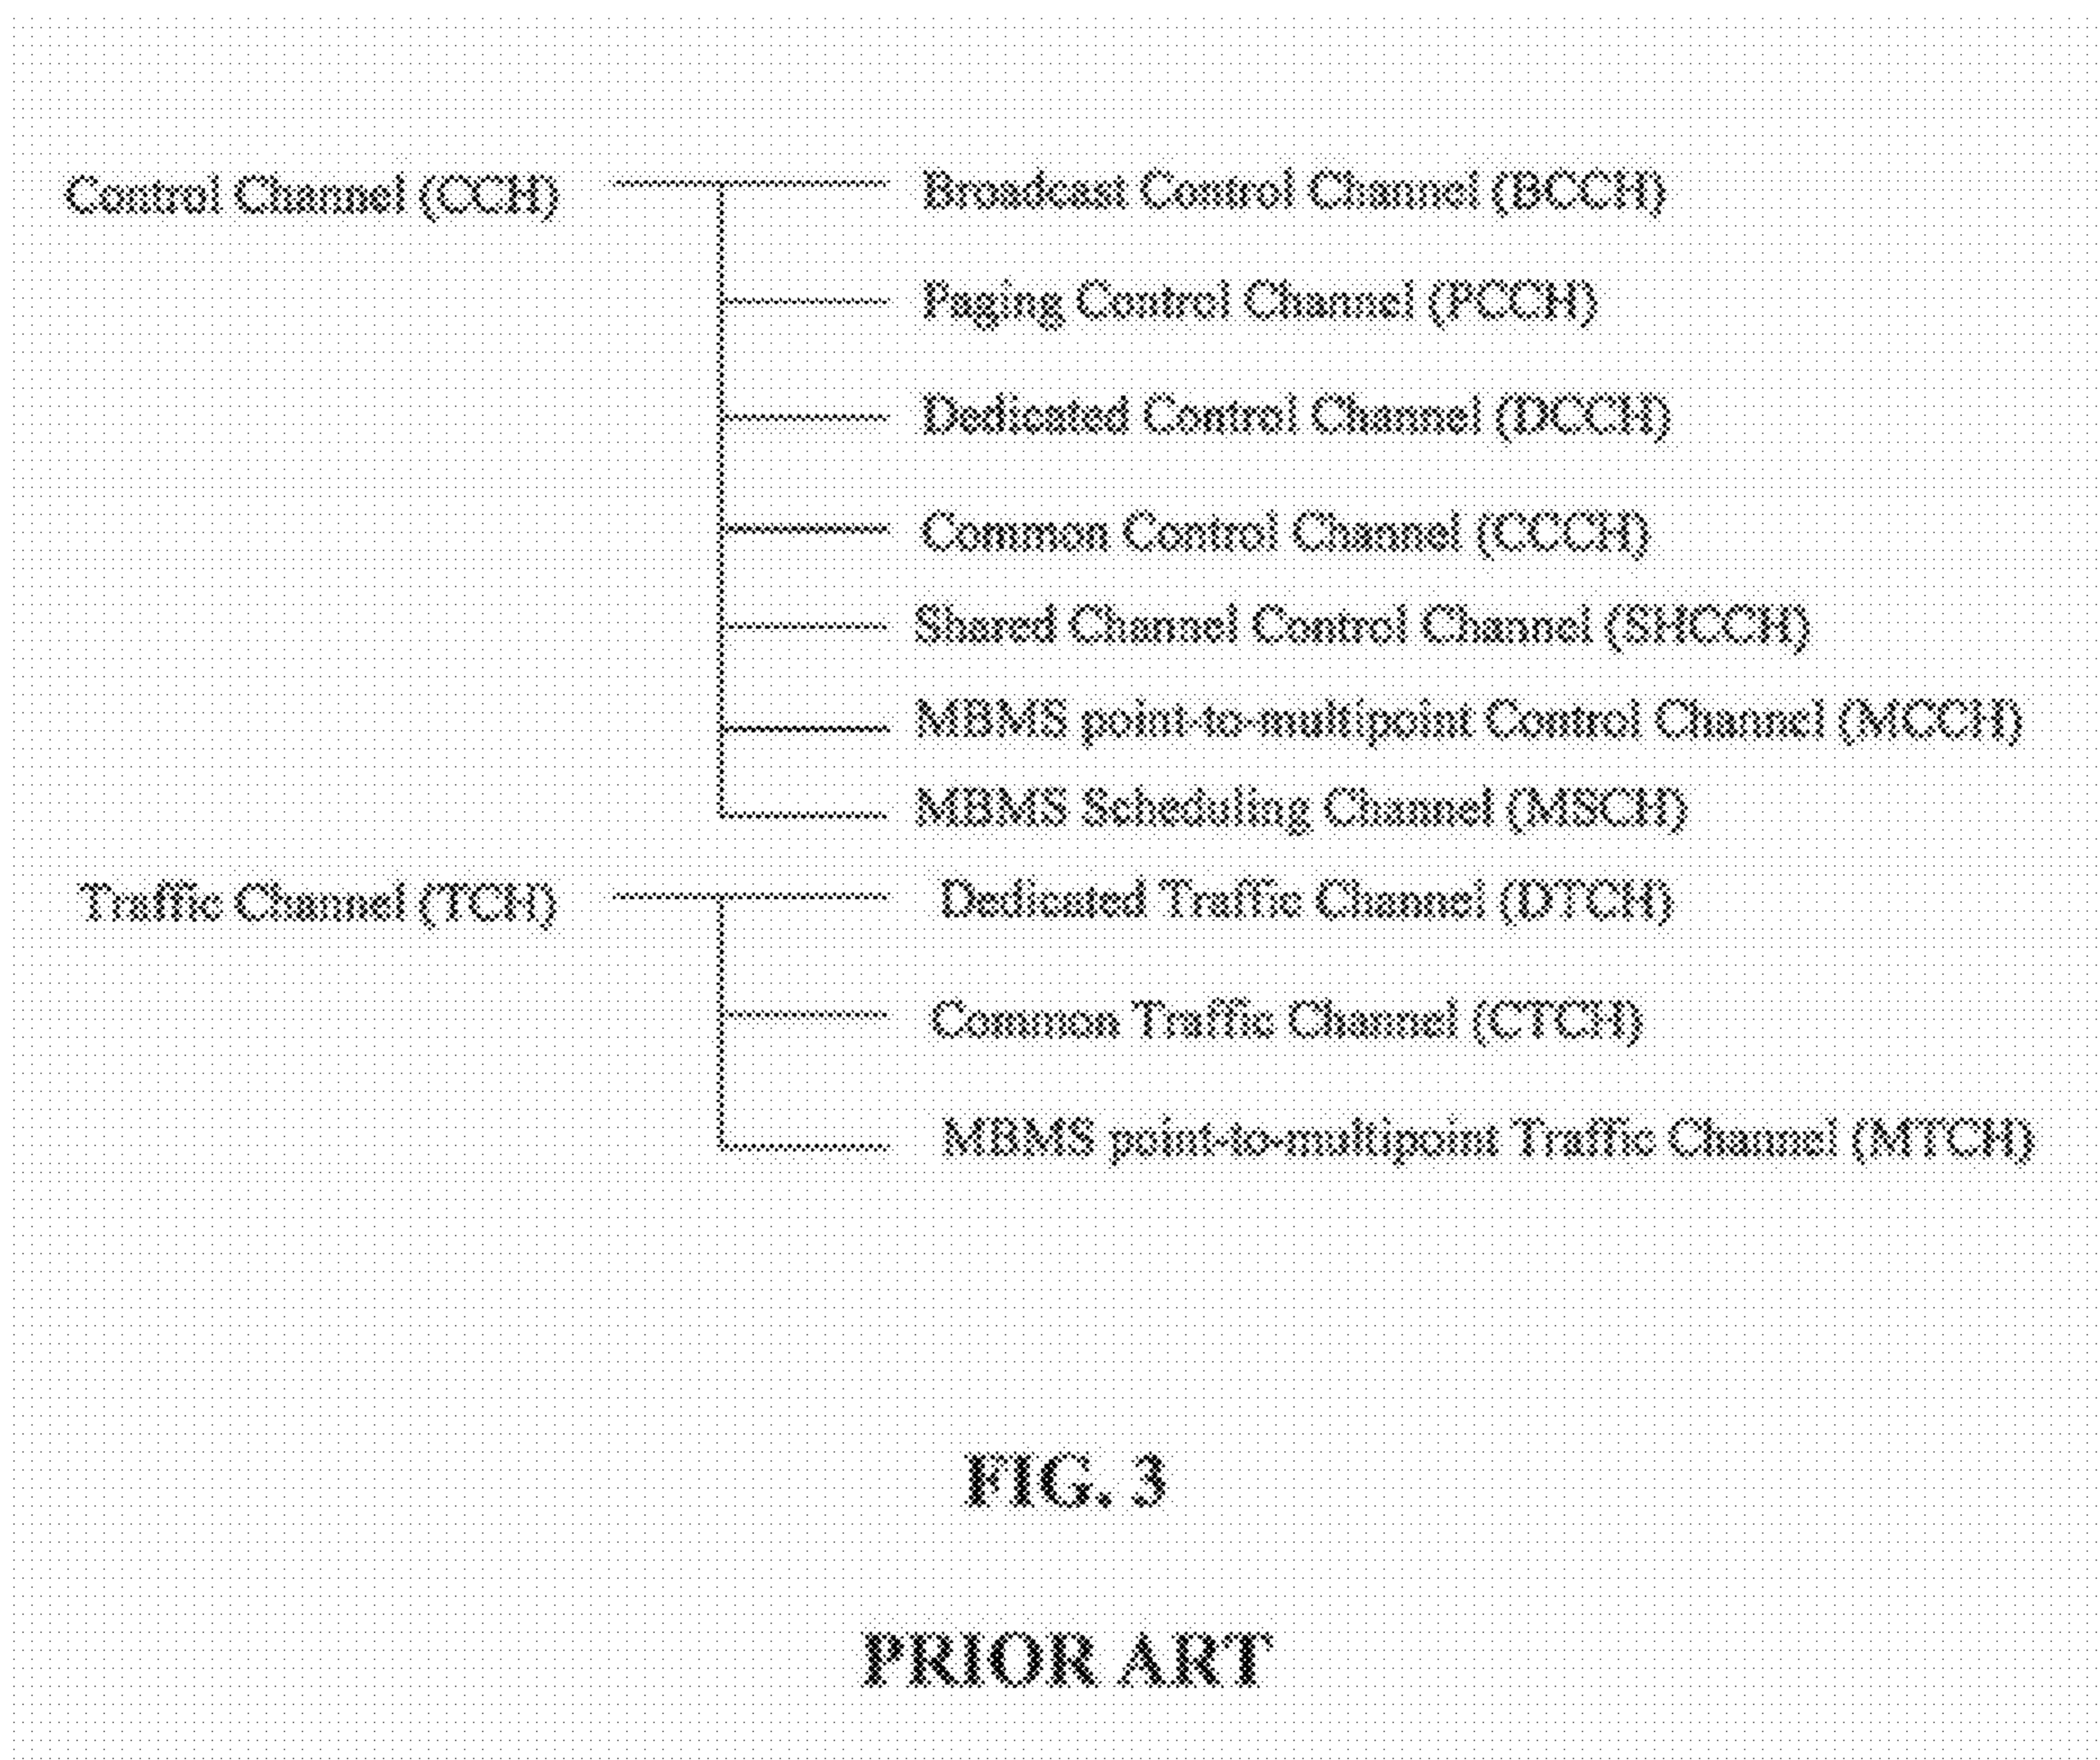 Control Channel (CCH)
Broadcast Control Channel (BCCH)
Paging Control Channel (PCCH)
Dedicated Control Channel (DCCH)
Common Control Channel (CCCH)
Shared Channel Control Channel (SHCCH)
MBMS point-to-multipoint Control Channel (MCCH)
MBMS Scheduling Channel (MSCH)
Traffic Channel (TCH)
Dedicated Traffic Channel (DTCH)
Common Traffic Channel (CTCH)
MBMS point-to-multipoint Traffic Channel (MTCH)
FIG. 3
PRIOR ART